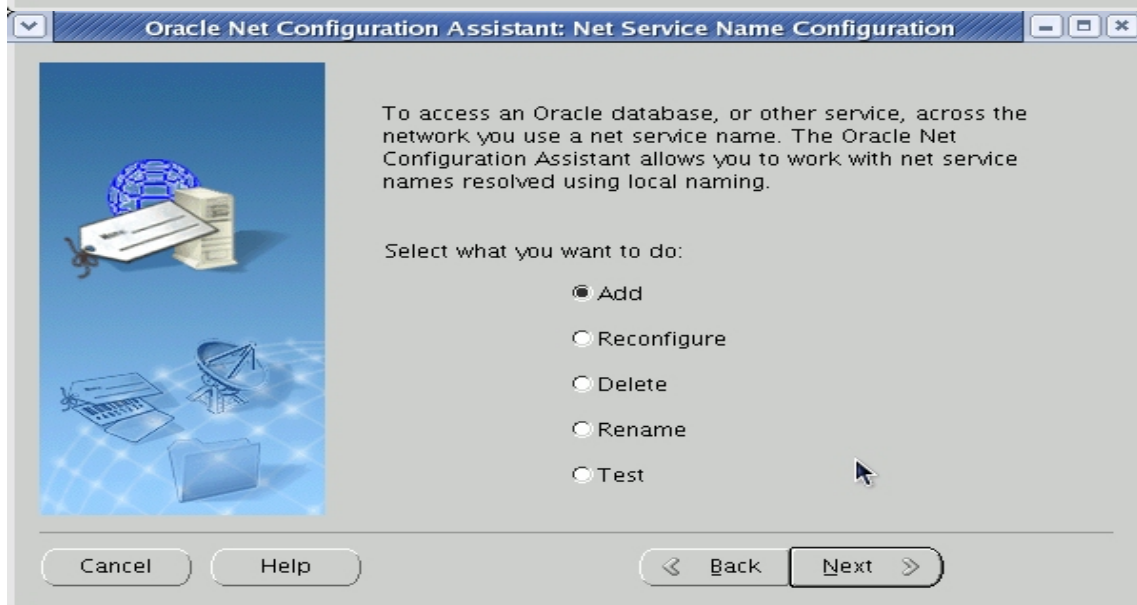 Oracle Net Configuration Assistant: Net Service Name Configuration
To access an Oracle database, or other service, across the
network you use a net service name. The Oracle Net
Configuration Assistant allows you to work with net service
names resolved using local naming.
Select what you want to do:
Add
Reconfigure
Delete
Rename
Test
Cancel
Help
Back
Next